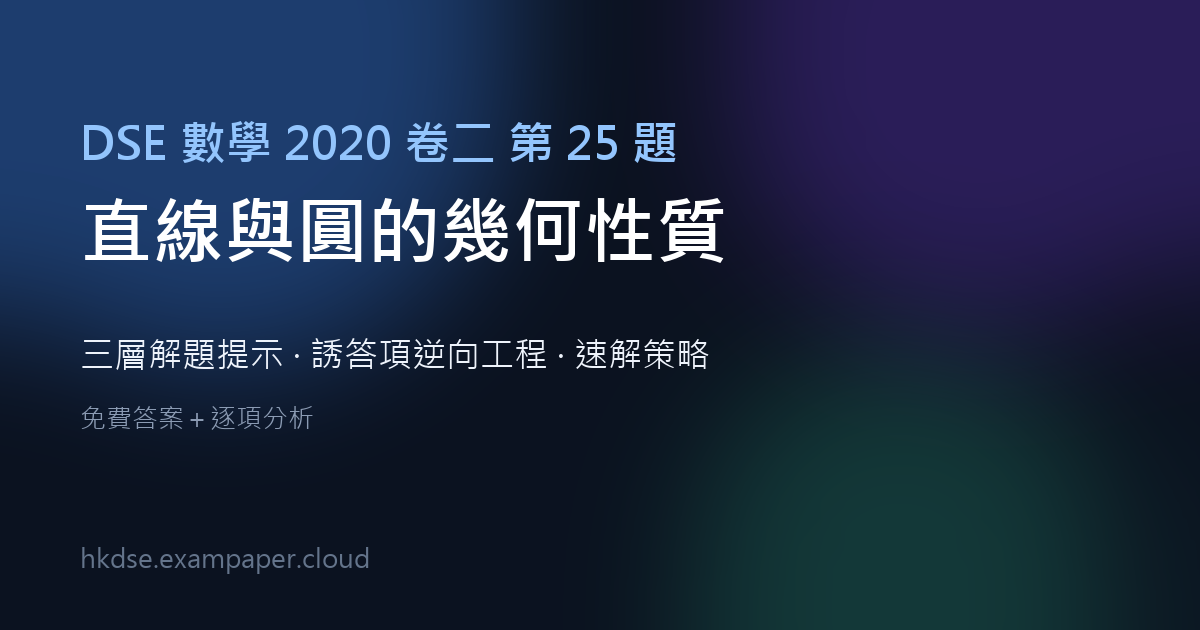 DSE 數學 2020 卷二 第 25 題
直線與圓的幾何性質
三層解題提示 · 誘答項逆向工程 · 速解策略
免費答案 + 逐項分析
hkdse.exampaper.cloud